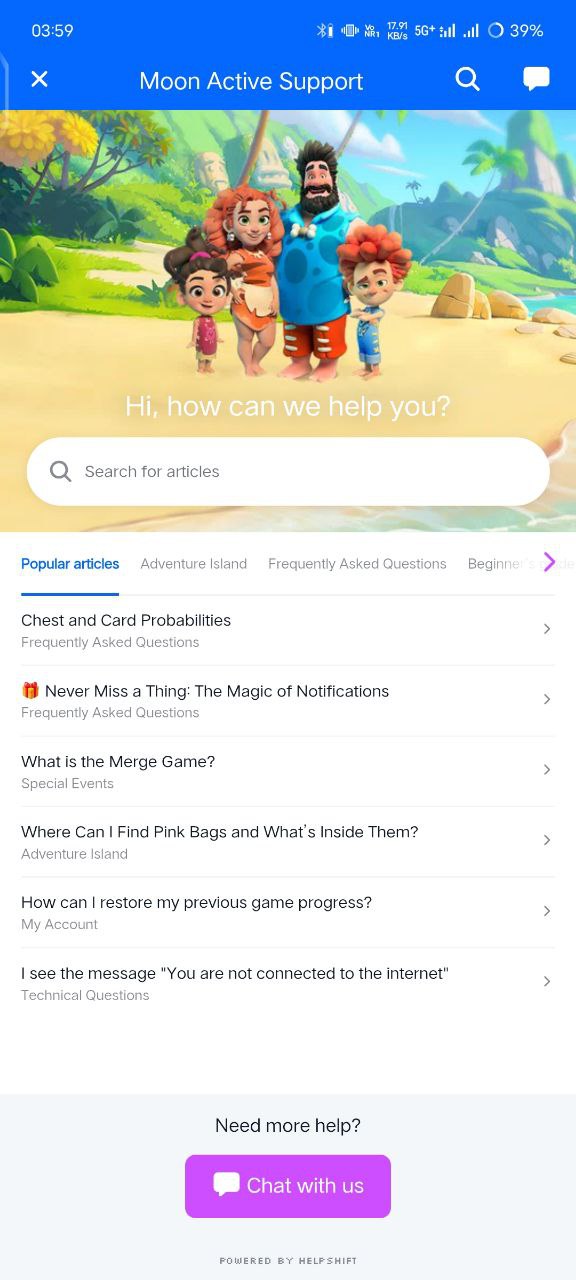 03:59
Vo
NR1
17.91
KB/s
5G+
39%
Moon Active Support
Hi, how can we help you?
Search for articles
Popular articles
Adventure Island
Frequently Asked Questions
Beginner's
Chest and Card Probabilities
Frequently Asked Questions
🎁 Never Miss a Thing: The Magic of Notifications
Frequently Asked Questions
What is the Merge Game?
Special Events
Where Can I Find Pink Bags and What's Inside Them?
Adventure Island
How can I restore my previous game progress?
My Account
I see the message "You are not connected to the internet"
Technical Questions
Need more help?
Chat with us
POWERED BY HELPSHIFT